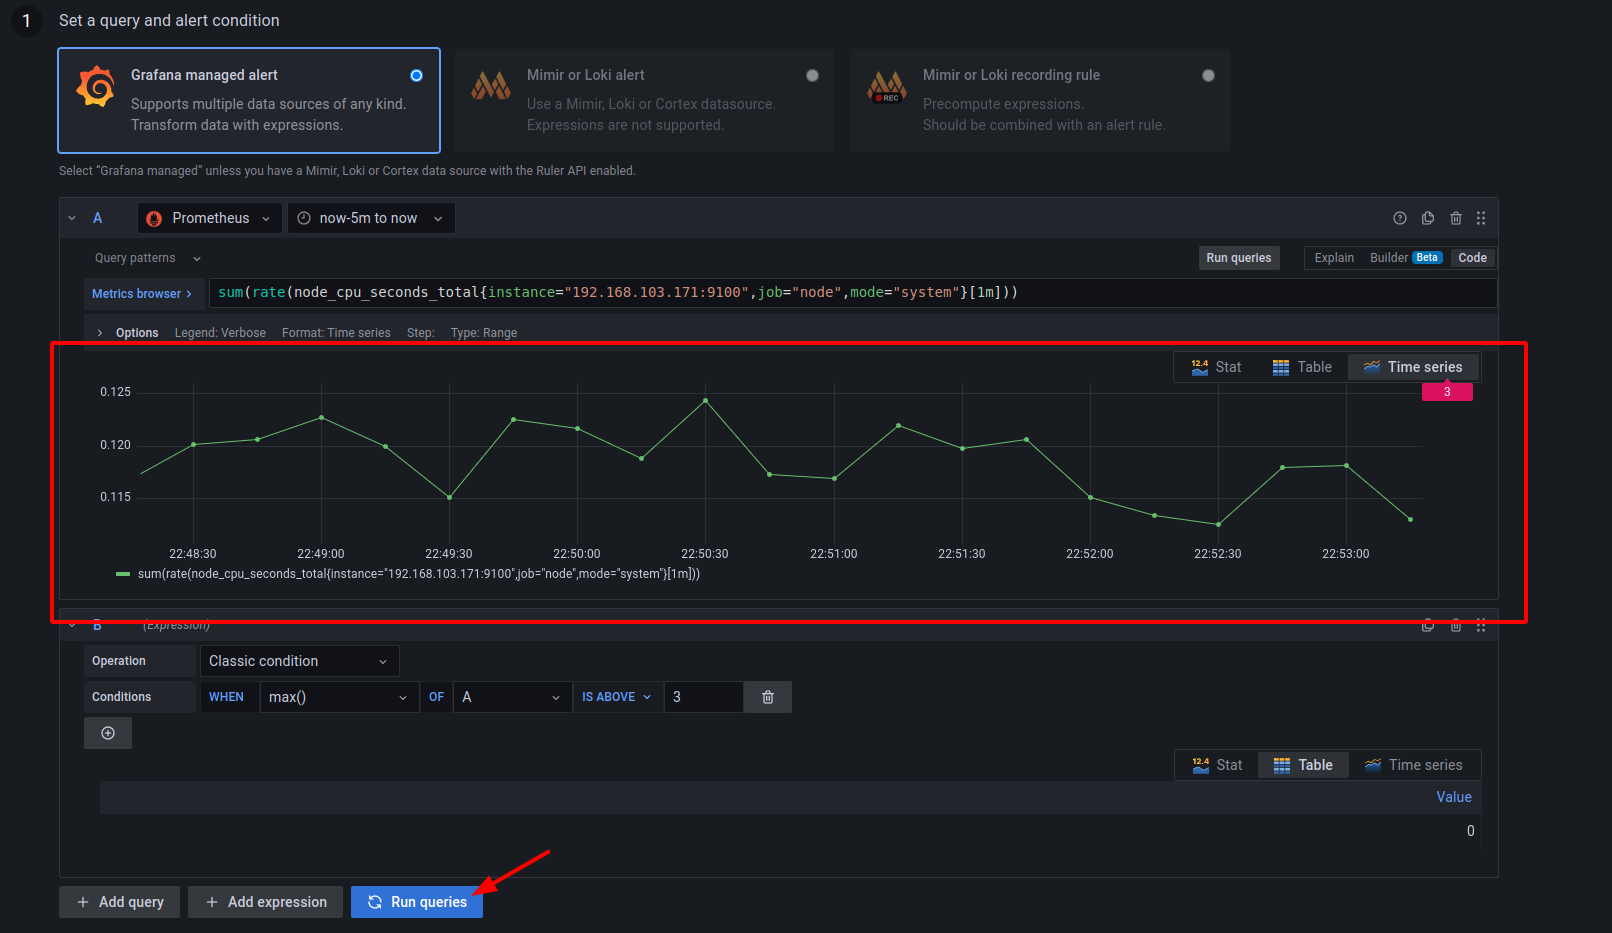 1 Set a query and alert condition
Grafana managed alert
Supports multiple data sources of any kind.
Transform data with expressions.
Mimir or Loki alert
Use a Mimir, Loki or Cortex datasource.
Expressions are not supported.
REC
Mimir or Loki recording rule
Precompute expressions.
Should be combined with an alert rule.
Select “Grafana managed” unless you have a Mimir, Loki or Cortex data source with the Ruler API enabled.
A Prometheus now-5m to now
Query patterns Run queries Explain Builder Beta Code
Metrics browser > sum(rate(node_cpu_seconds_total{instance="192.168.103.171:9100",job="node",mode="system"}[1m]))
> Options Legend: Verbose Format: Time series Step: Type: Range
12.4 Stat Table Time series
3
0.125
0.120
0.115
22:48:30 22:49:00 22:49:30 22:50:00 22:50:30 22:51:00 22:51:30 22:52:00 22:52:30 22:53:00
sum(rate(node_cpu_seconds_total{instance="192.168.103.171:9100",job="node",mode="system"}[1m]))
B (Expression)
Operation Classic condition
Conditions WHEN max() OF A IS ABOVE 3
12.4 Stat Table Time series
Value
0
+ Add query + Add expression Run queries